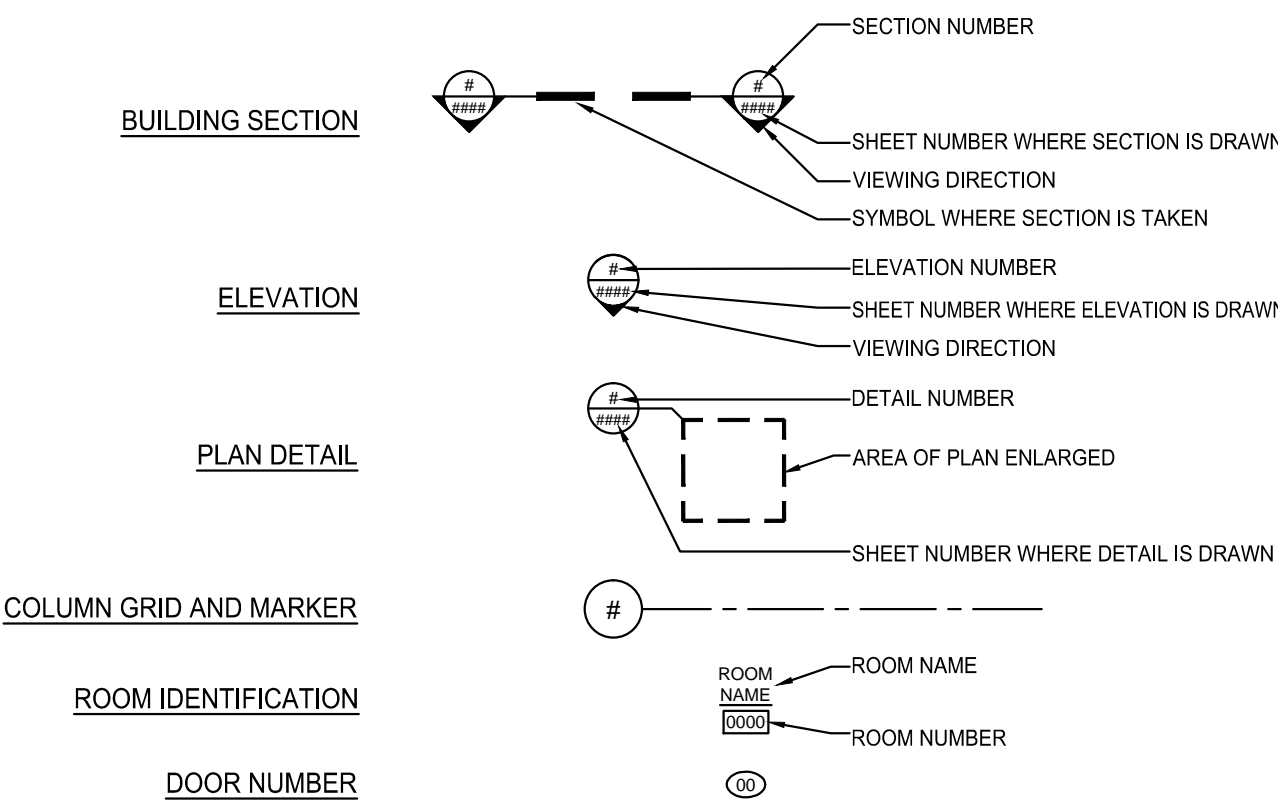 SECTION NUMBER
# #
BUILDING SECTION
#### ####
SHEET NUMBER WHERE SECTION IS DRAWN
VIEWING DIRECTION
SYMBOL WHERE SECTION IS TAKEN
ELEVATION
#
####
ELEVATION NUMBER
SHEET NUMBER WHERE ELEVATION IS DRAWN
VIEWING DIRECTION
PLAN DETAIL
#
####
DETAIL NUMBER
AREA OF PLAN ENLARGED
SHEET NUMBER WHERE DETAIL IS DRAWN
COLUMN GRID AND MARKER
#
ROOM IDENTIFICATION
ROOM
NAME
0000
ROOM NAME
ROOM NUMBER
DOOR NUMBER
00